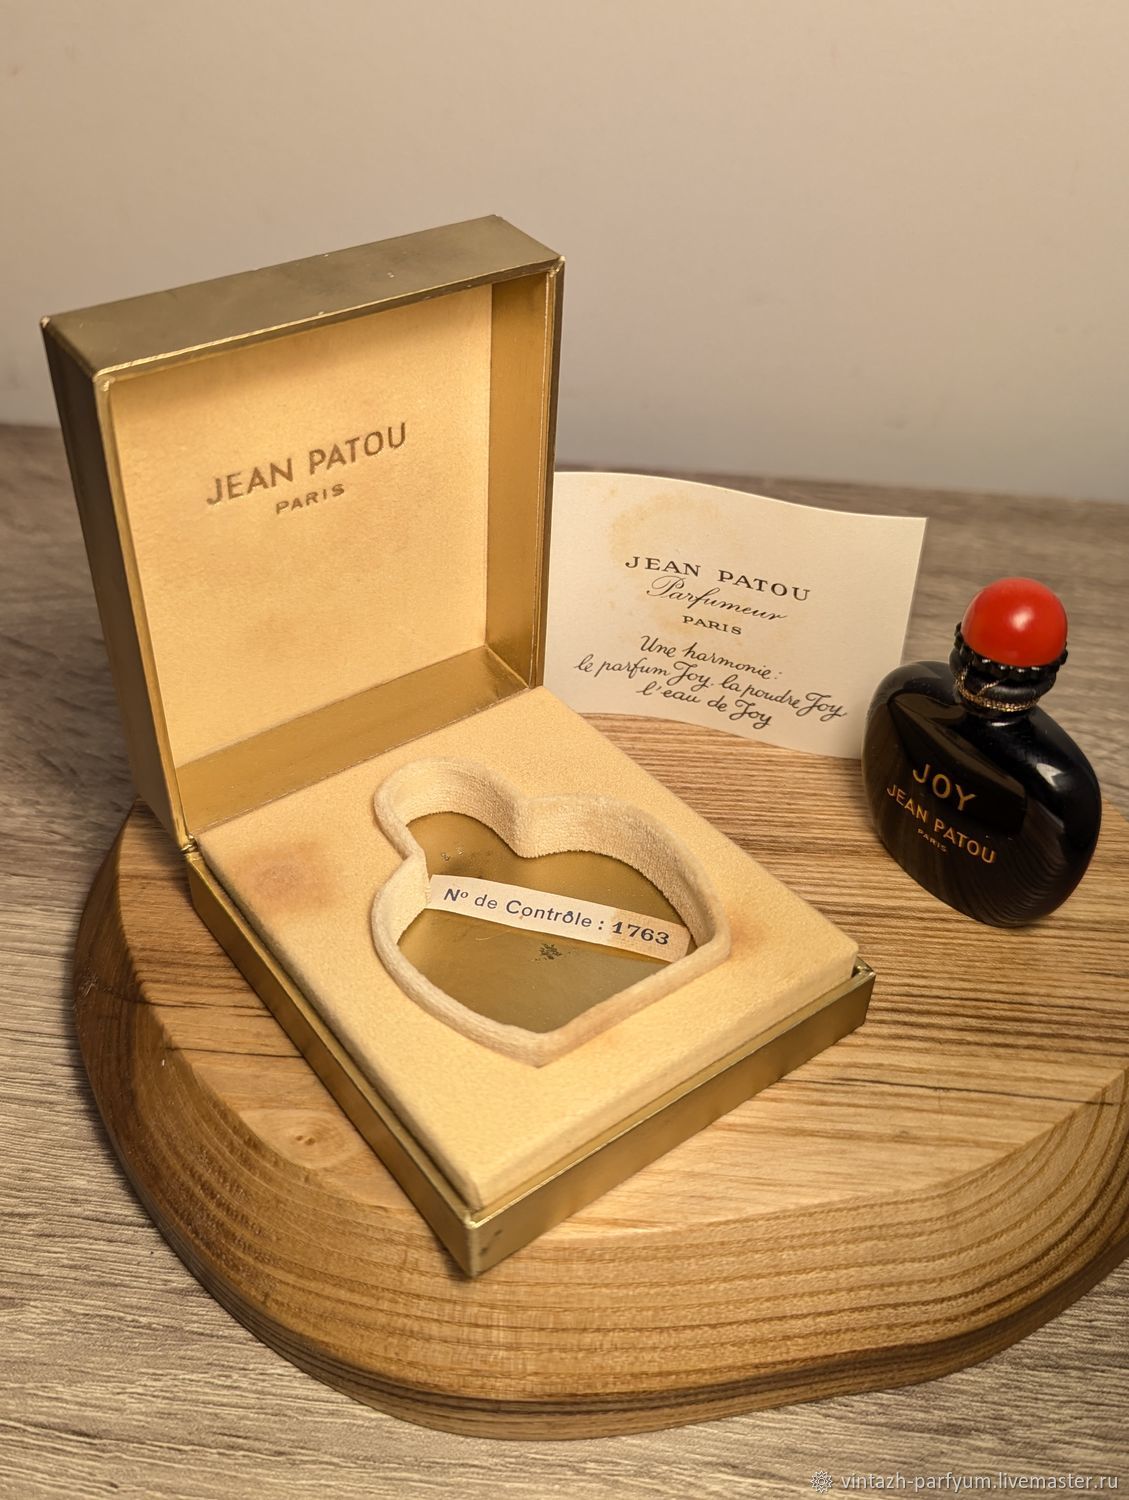 JEAN PATOU
PARIS
JEAN PATOU
Parfumeur
PARIS
Une harmonie:
le parfum Joy. la poudre Joy
l'eau de Joy
JOY
JEAN PATOU
PARIS
Nº de Contrôle : 1763
vintazh-parfyum.livemaster.ru